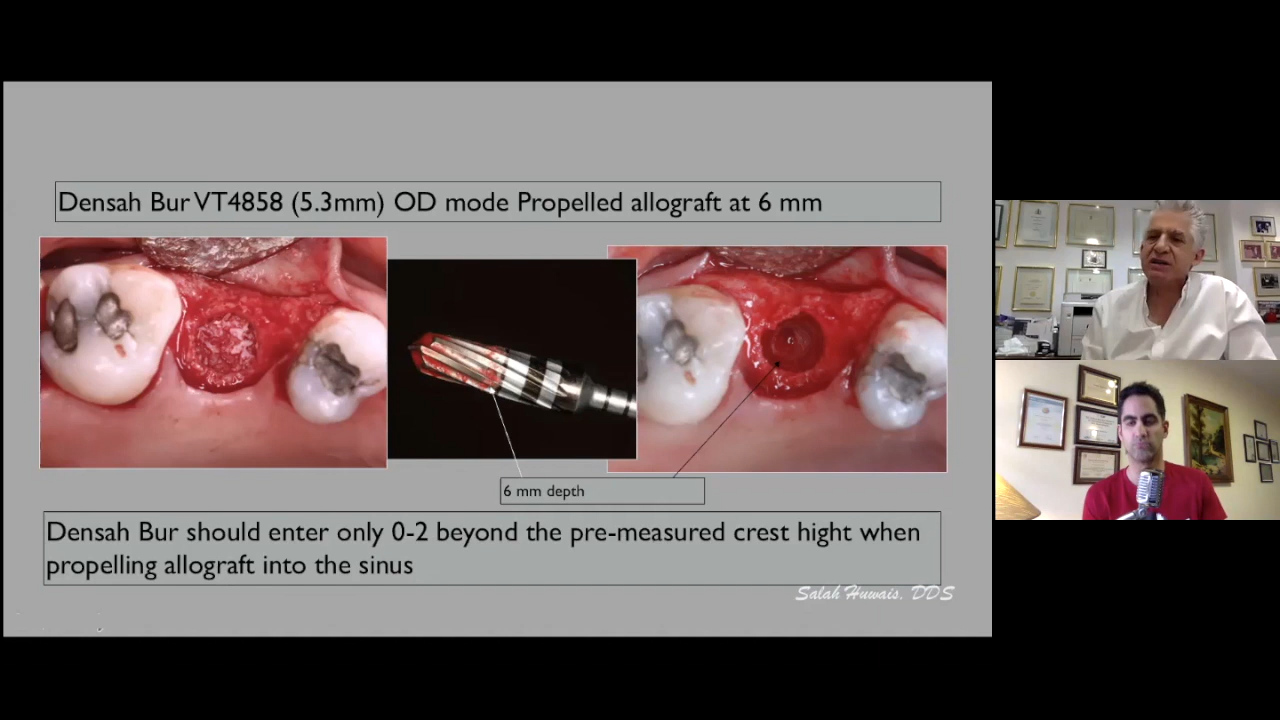 Densah Bur VT4858 (5.3mm) OD mode Propelled allograft at 6 mm
6 mm depth
Densah Bur should enter only 0-2 beyond the pre-measured crest hight when
propelling allograft into the sinus
Salah Huwais. DDS